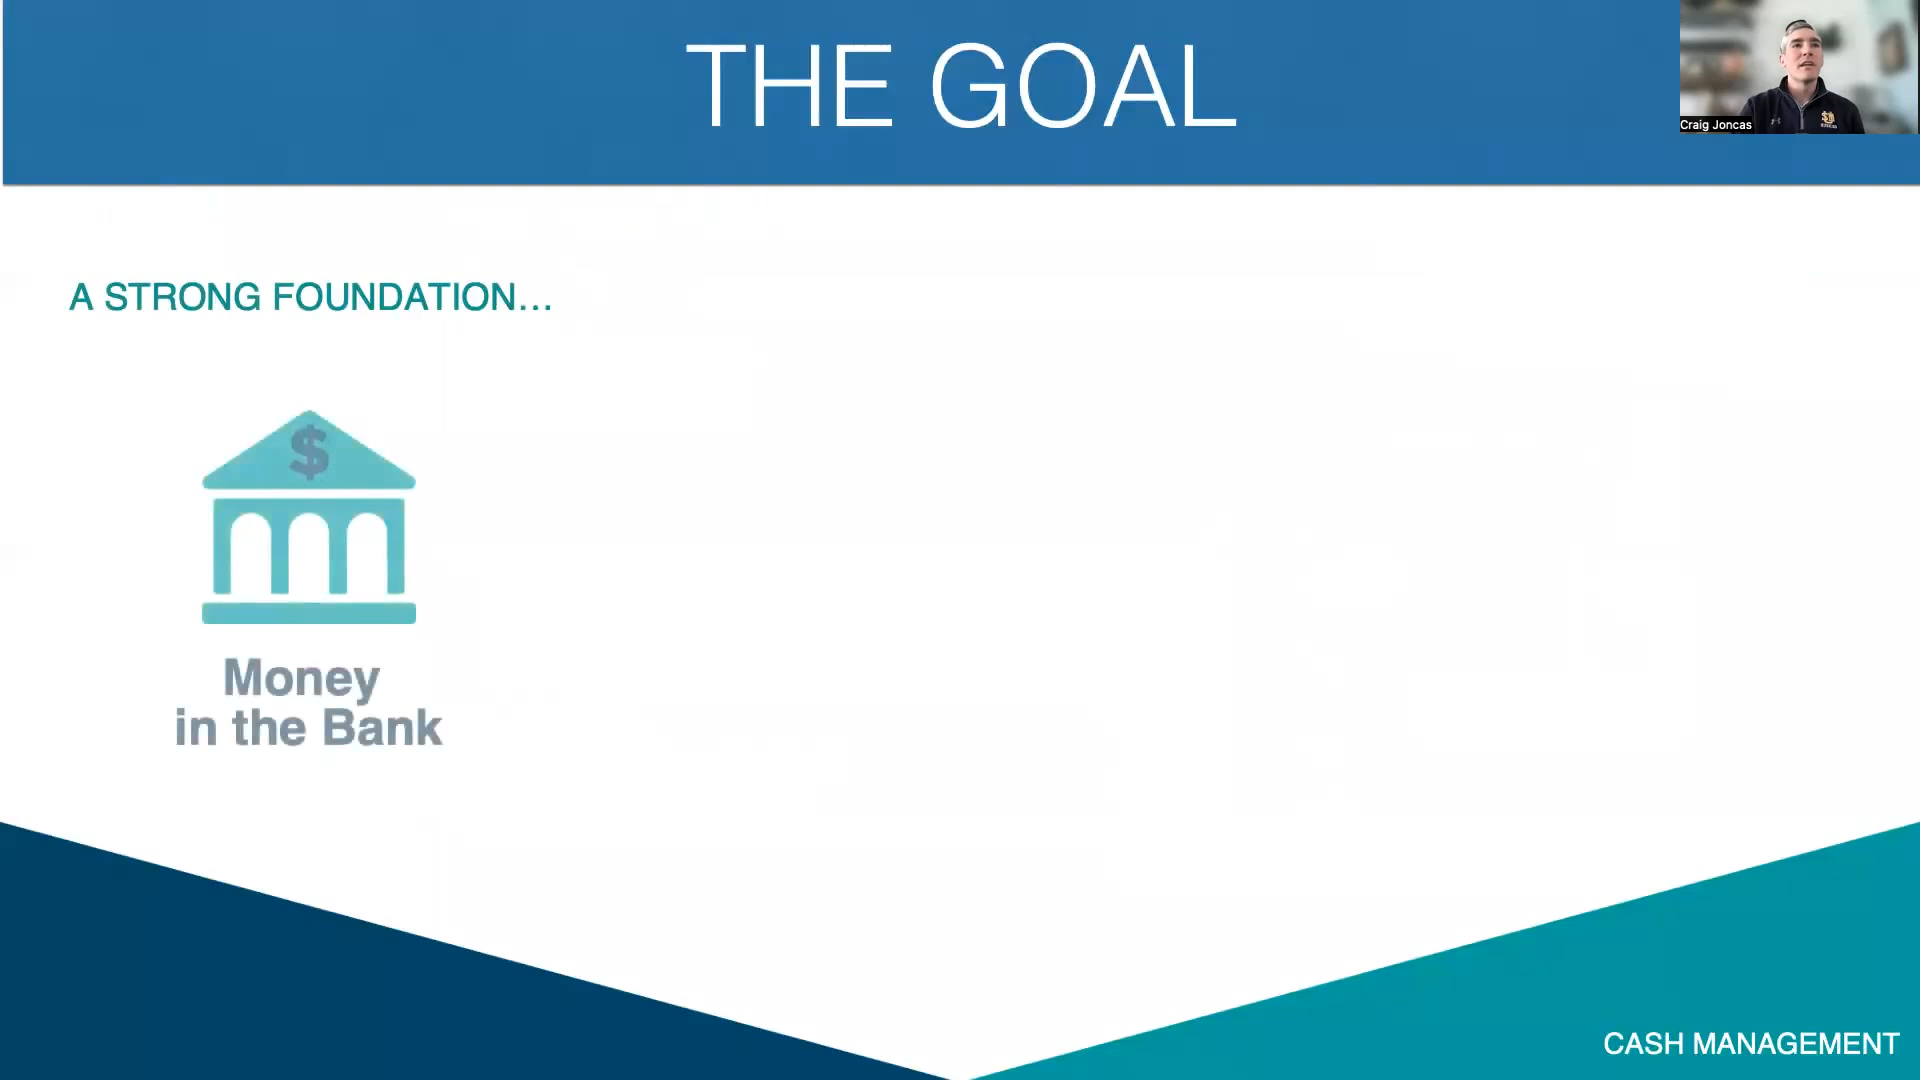 THE GOAL
Craig Joncas
A STRONG FOUNDATION...
$
Money
in the Bank
CASH MANAGEMENT